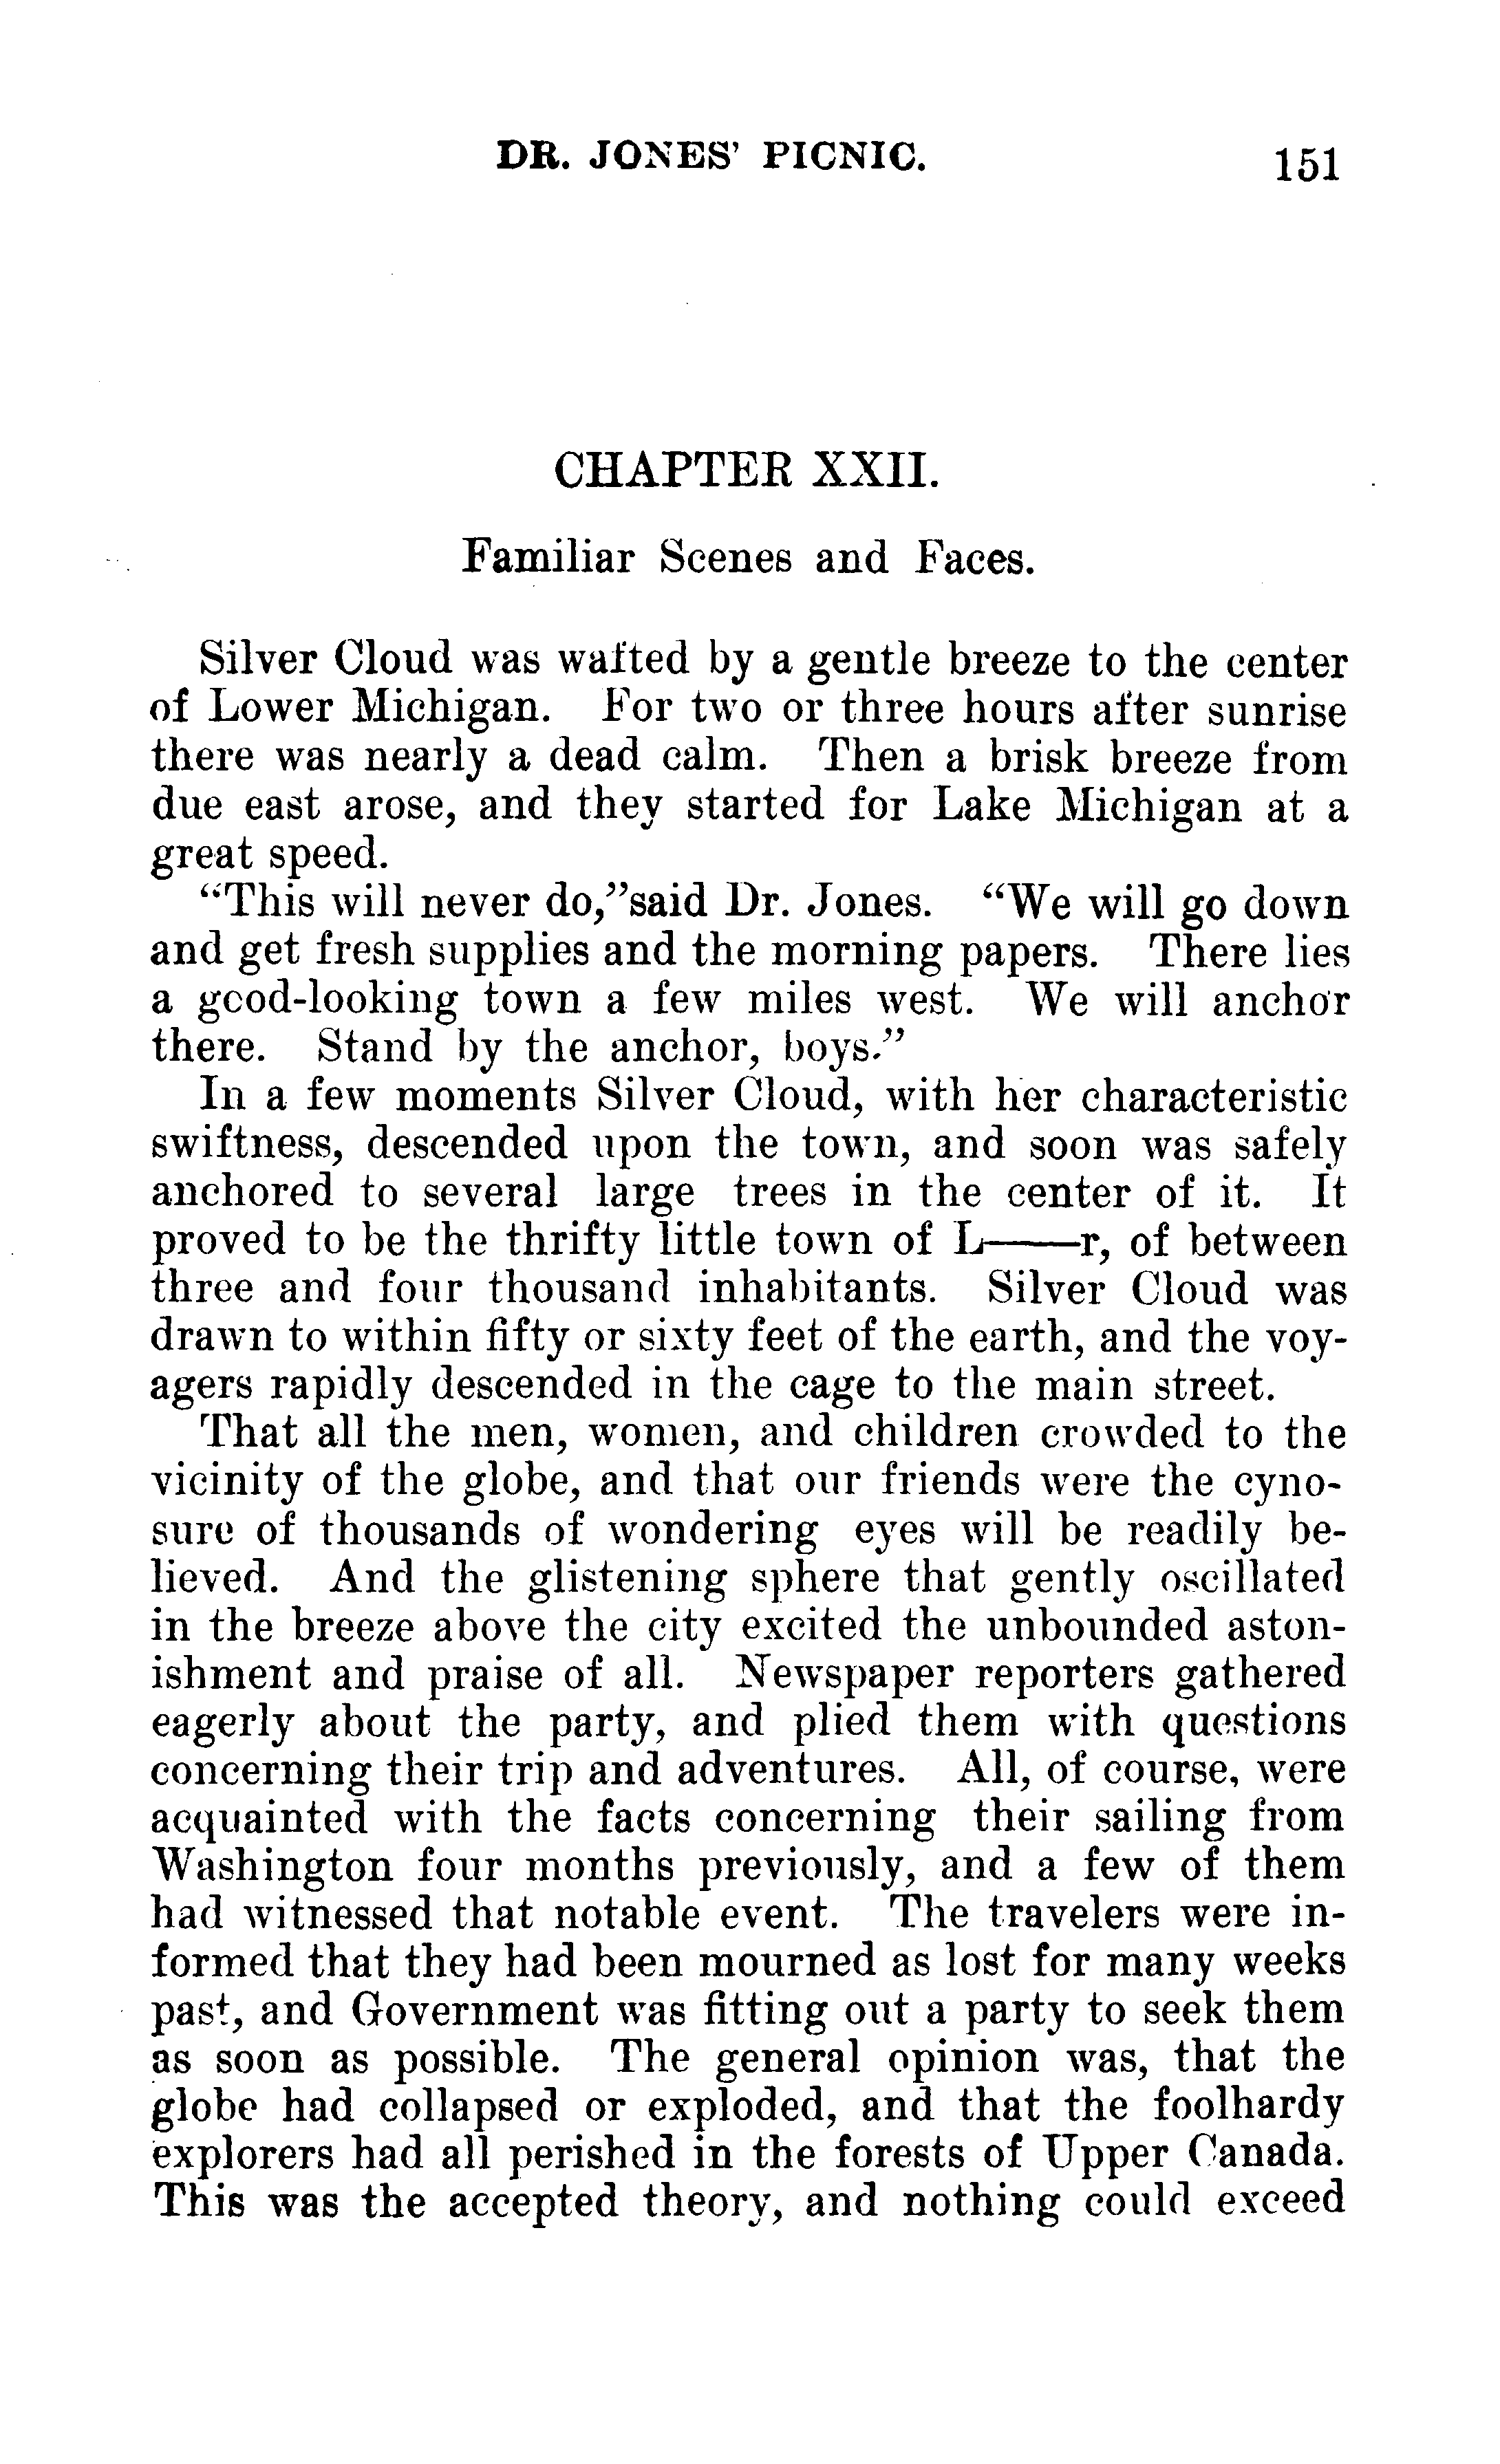 DR. JONES' PICNIC. 151
CHAPTER XXII.
Familiar Scenes and Faces.
Silver Cloud was wafted by a gentle breeze to the center
of Lower Michigan. For two or three hours after sunrise
there was nearly a dead calm. Then a brisk breeze from
due east arose, and they started for Lake Michigan at a
great speed.
“This will never do,”said Dr. Jones. “We will go down
and get fresh supplies and the morning papers. There lies
a gcod-looking town a few miles west. We will anchor
there. Stand by the anchor, boys.”
In a few moments Silver Cloud, with her characteristic
swiftness, descended upon the town, and soon was safely
anchored to several large trees in the center of it. It
proved to be the thrifty little town of L——r, of between
three and four thousand inhabitants. Silver Cloud was
drawn to within fifty or sixty feet of the earth, and the voy-
agers rapidly descended in the cage to the main street.
That all the men, women, and children crowded to the
vicinity of the globe, and that our friends were the cyno-
sure of thousands of wondering eyes will be readily be-
lieved. And the glistening sphere that gently oscillated
in the breeze above the city excited the unbounded aston-
ishment and praise of all. Newspaper reporters gathered
eagerly about the party, and plied them with questions
concerning their trip and adventures. All, of course, were
acquainted with the facts concerning their sailing from
Washington four months previously, and a few of them
had witnessed that notable event. The travelers were in-
formed that they had been mourned as lost for many weeks
past, and Government was fitting out a party to seek them
as soon as possible. The general opinion was, that the
globe had collapsed or exploded, and that the foolhardy
explorers had all perished in the forests of Upper Canada.
This was the accepted theory, and nothing could exceed